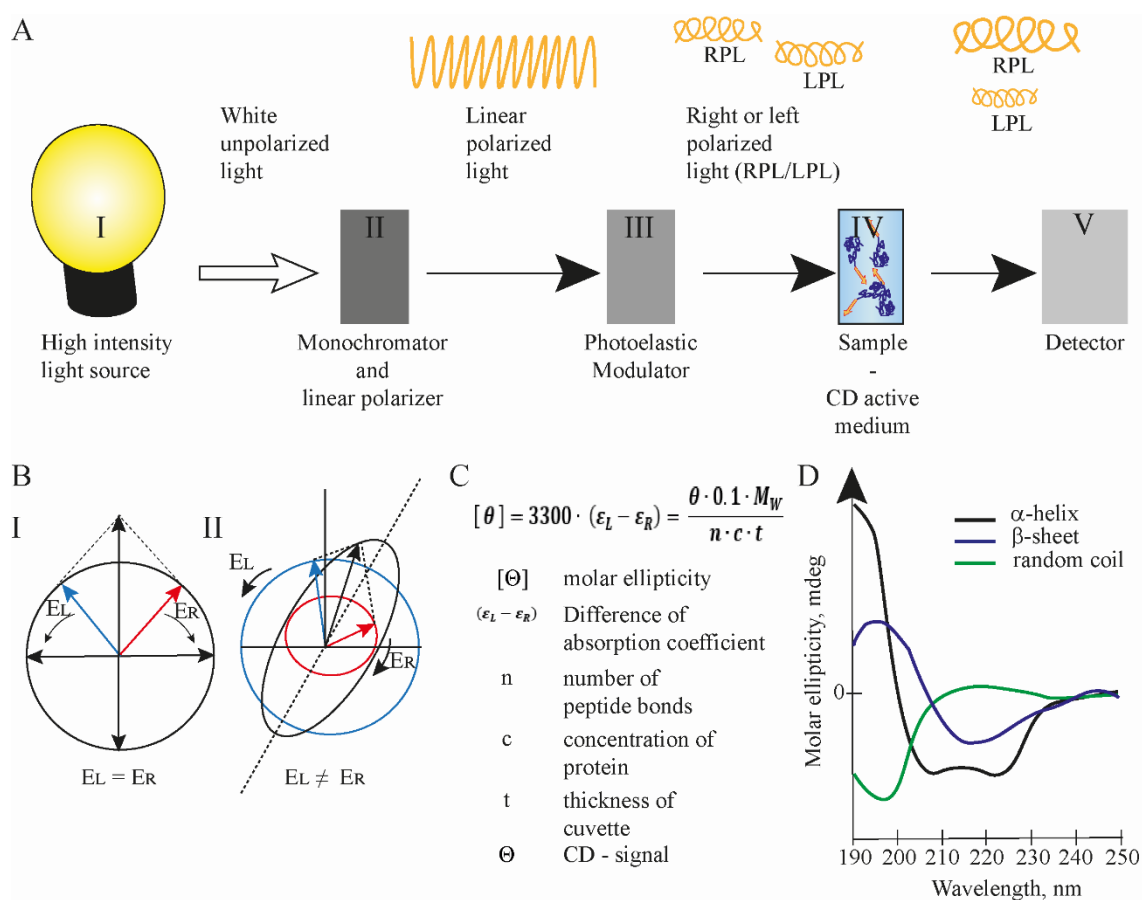 A
RPL
LPL
RPL
LPL
White
unpolarized
light
Linear
polarized
light
Right or left
polarized
light (RPL/LPL)
I
II
III
IV
V
High intensity
light source
Monochromator
and
linear polarizer
Photoelastic
Modulator
Sample
-
CD active
medium
Detector
B
I
EL
ER
EL = ER
II
EL
ER
EL ≠ ER
C
[θ] = 3300 · (εL − εR) = θ · 0.1 · MW / n · c · t
[Θ] molar ellipticity
(εL − εR) Difference of
absorption coefficient
n number of
peptide bonds
c concentration of
protein
t thickness of
cuvette
Θ CD - signal
D
α-helix
β-sheet
random coil
Molar ellipticity, mdeg
0
190 200 210 220 230 240 250
Wavelength, nm